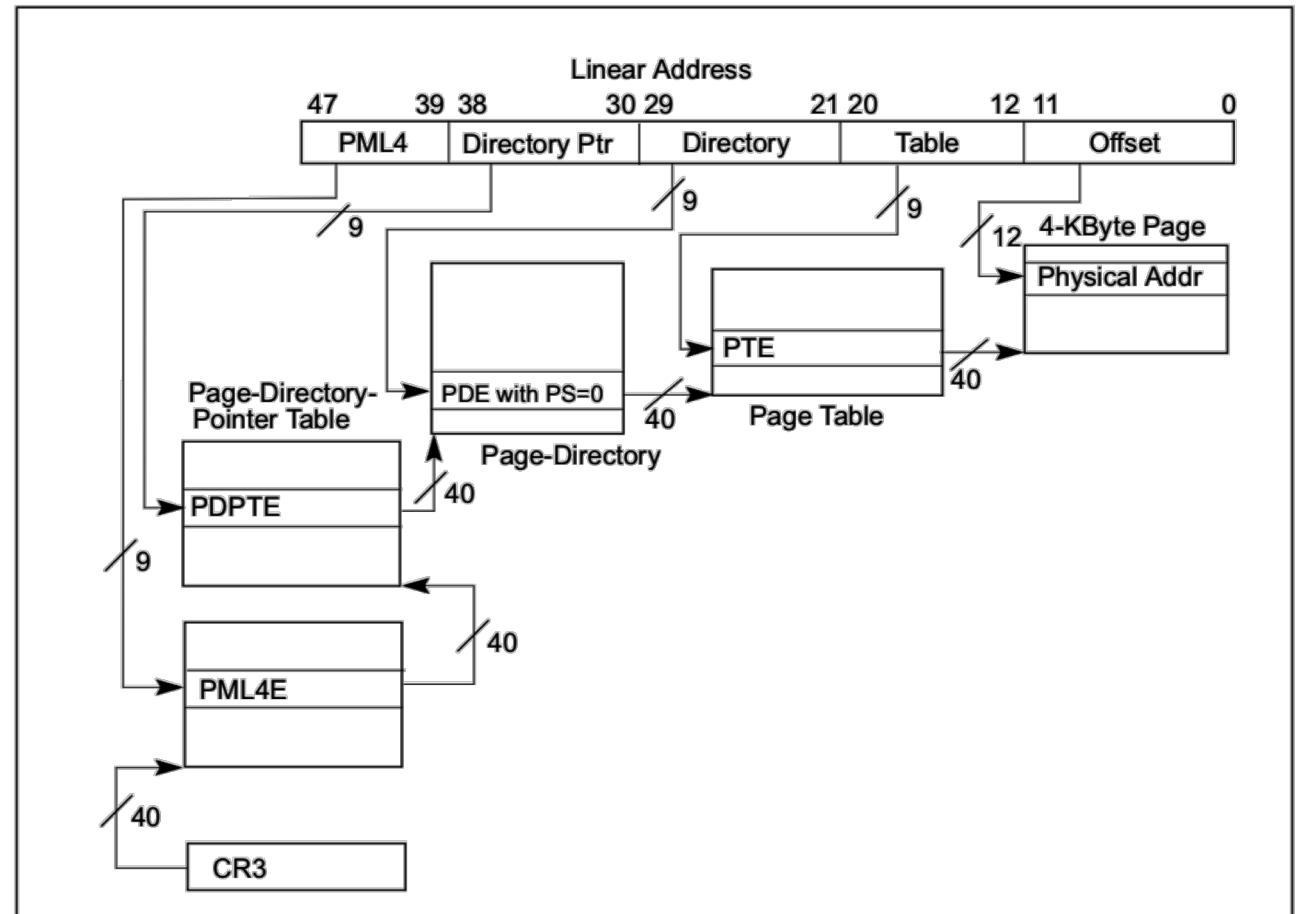 Linear Address
47 39 38 30 29 21 20 12 11 0
PML4 Directory Ptr Directory Table Offset
9
9
9
12
4-KByte Page
Physical Addr
PTE
40
PDE with PS=0
40
Page Table
Page-Directory-
Pointer Table
Page-Directory
40
PDPTE
9
40
PML4E
40
CR3